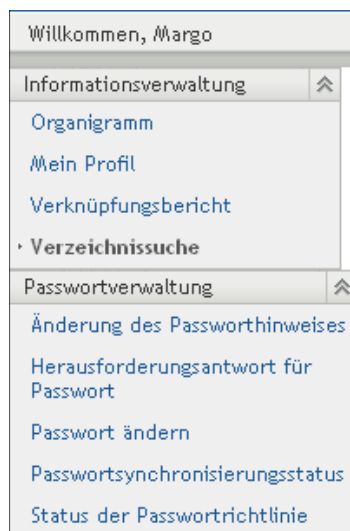 Willkommen, Margo
Informationsverwaltung
Organigramm
Mein Profil
Verknüpfungsbericht
Verzeichnissuche
Passwortverwaltung
Änderung des Passworthinweises
Herausforderungsantwort für
Passwort
Passwort ändern
Passwortsynchronisierungsstatus
Status der Passwortrichtlinie